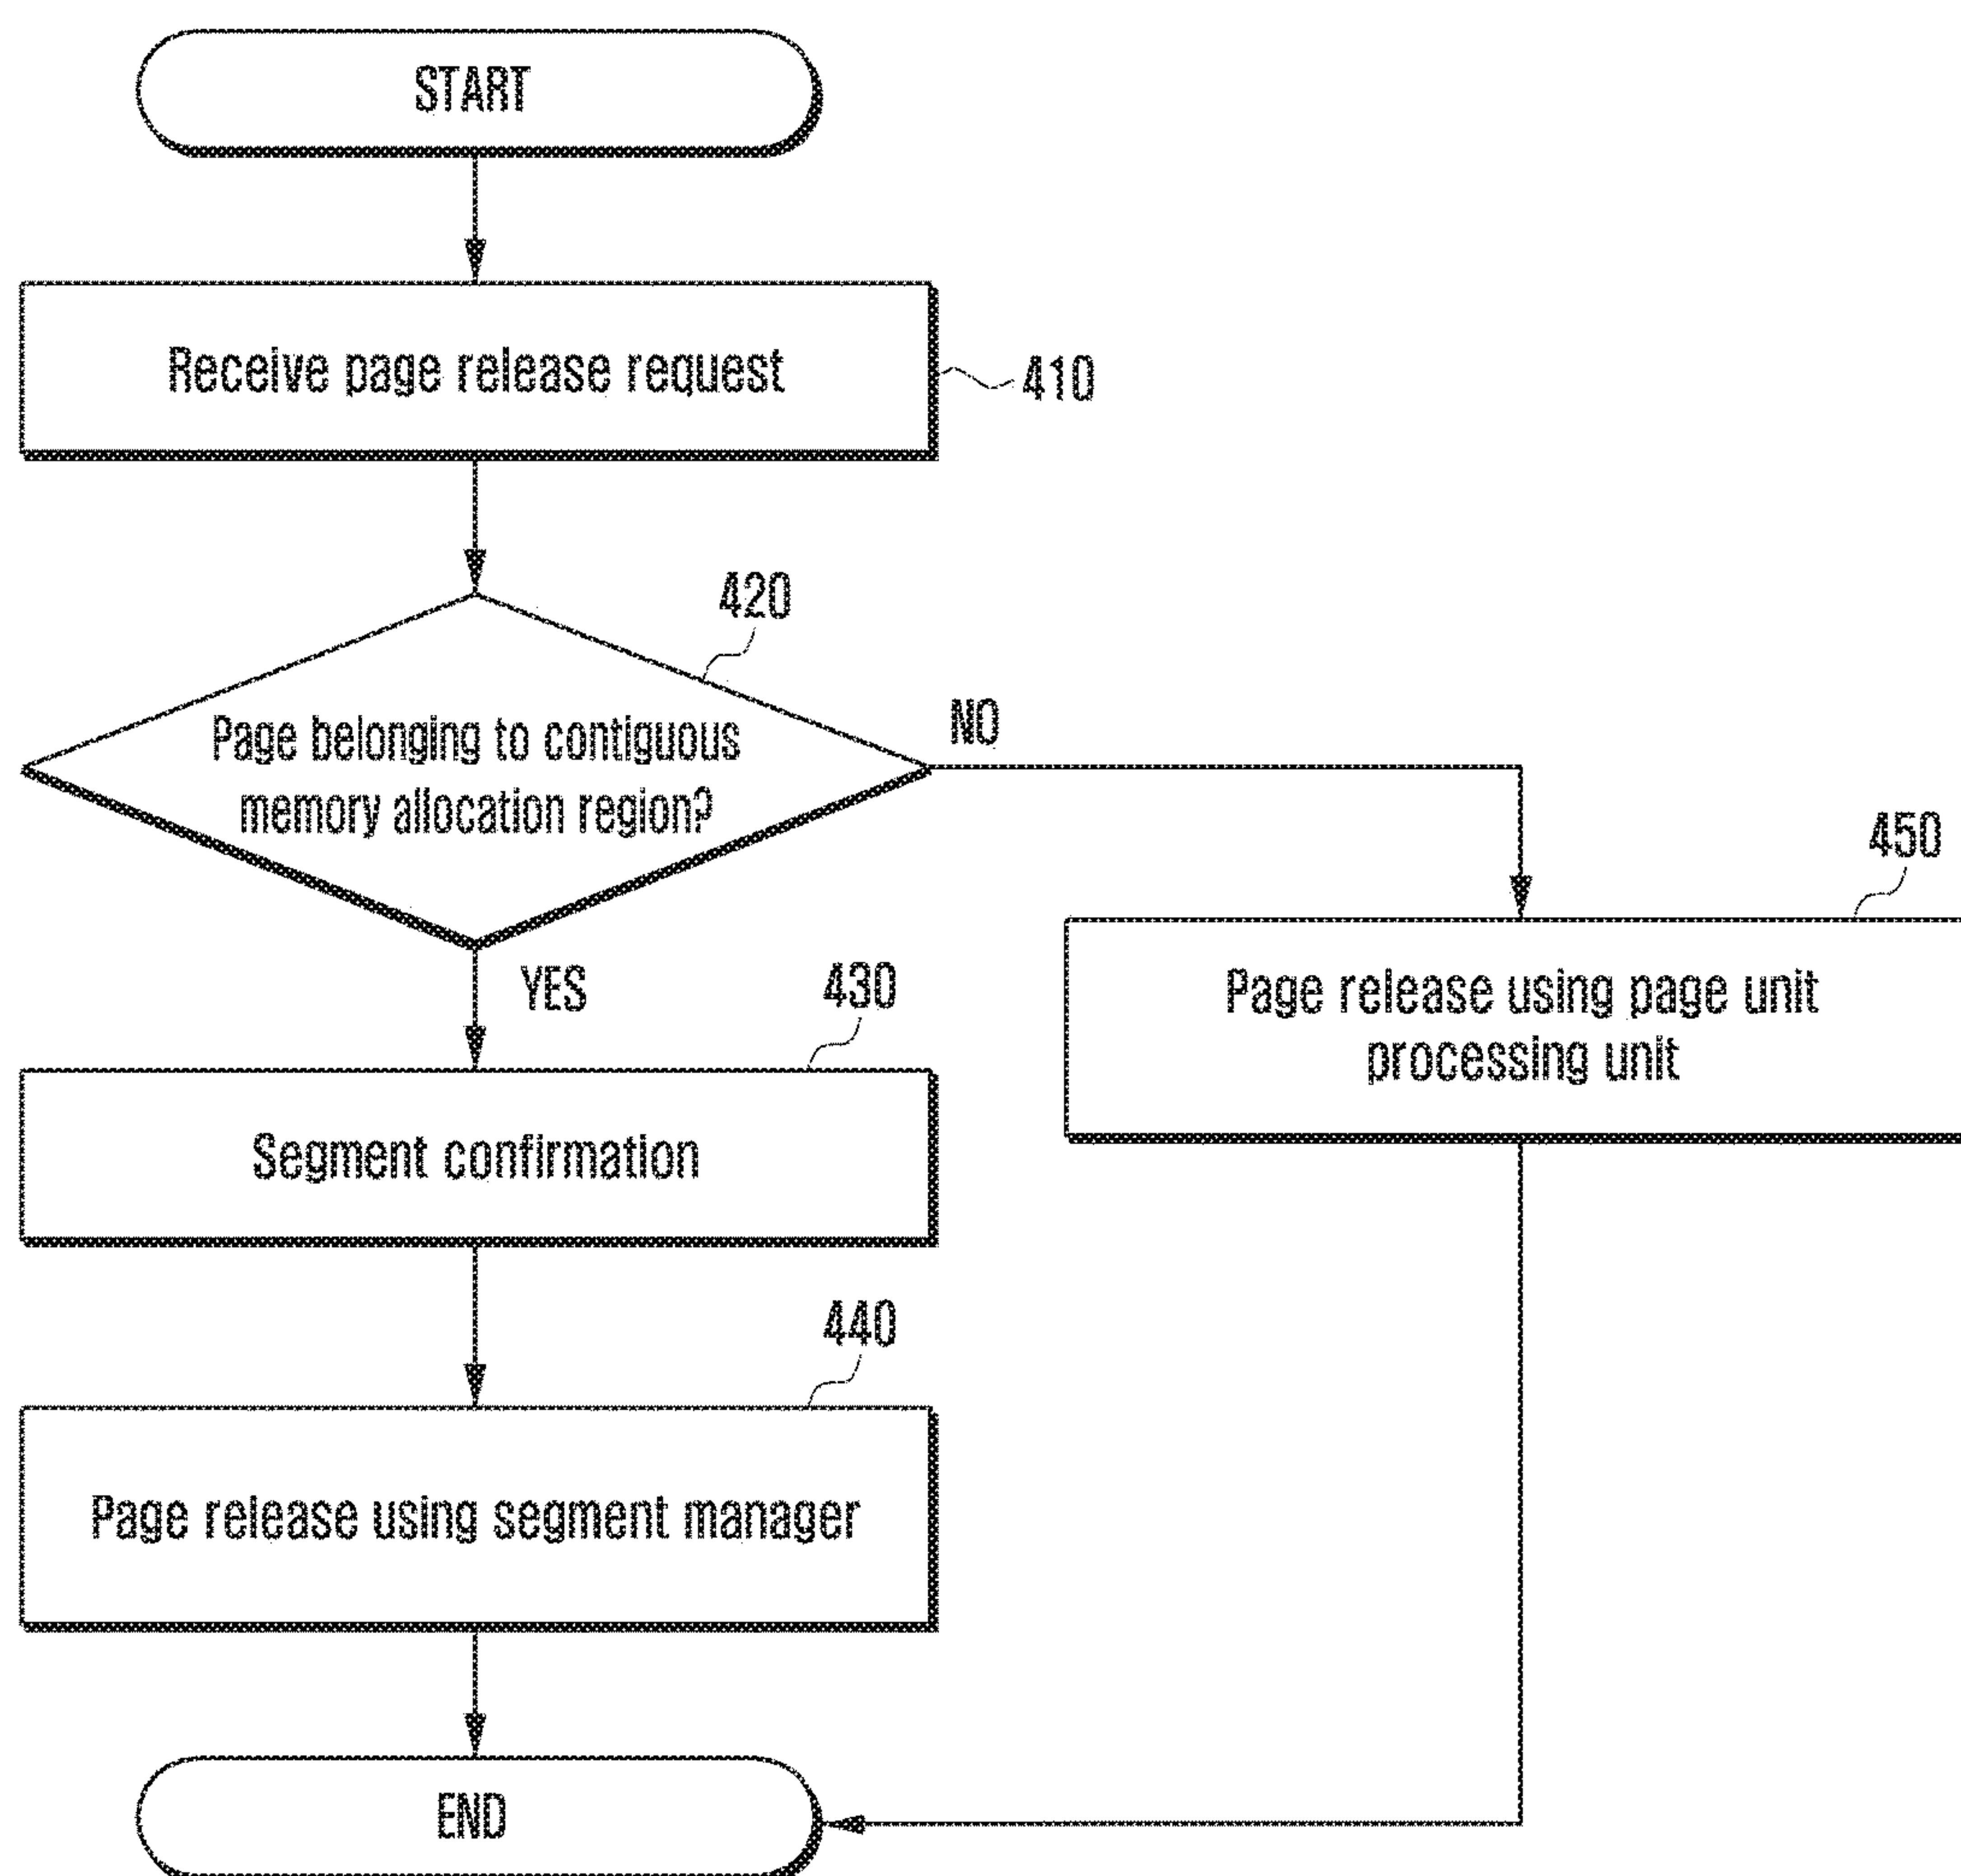 START
Receive page release request
410
420
Page belonging to contiguous
memory allocation region?
NO
YES
430
450
Page release using page unit
processing unit
Segment confirmation
440
Page release using segment manager
END